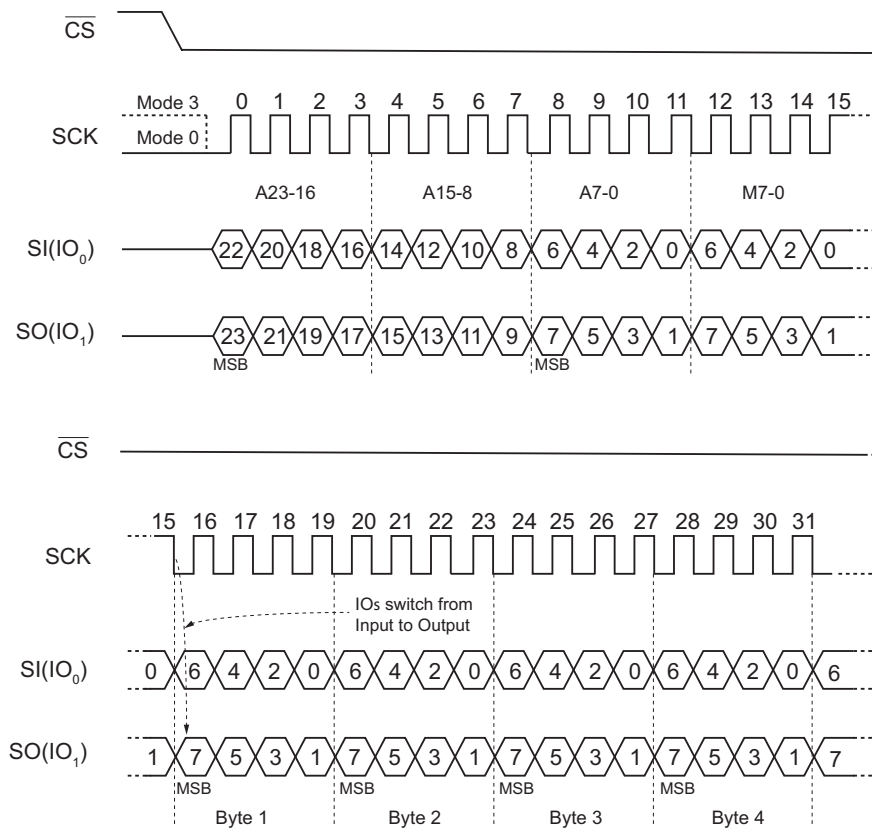 CS
Mode 3
0 1 2 3 4 5 6 7 8 9 10 11 12 13 14 15
SCK
Mode 0
A23-16 A15-8 A7-0 M7-0
SI(IO0) 22 20 18 16 14 12 10 8 6 4 2 0 6 4 2 0
SO(IO1) 23 21 19 17 15 13 11 9 7 5 3 1 7 5 3 1
MSB MSB
CS
15 16 17 18 19 20 21 22 23 24 25 26 27 28 29 30 31
SCK
IOs switch from
Input to Output
SI(IO0) 0 6 4 2 0 6 4 2 0 6 4 2 0 6 4 2 0 6
SO(IO1) 1 7 5 3 1 7 5 3 1 7 5 3 1 7 5 3 1 7
MSB MSB MSB MSB
Byte 1 Byte 2 Byte 3 Byte 4